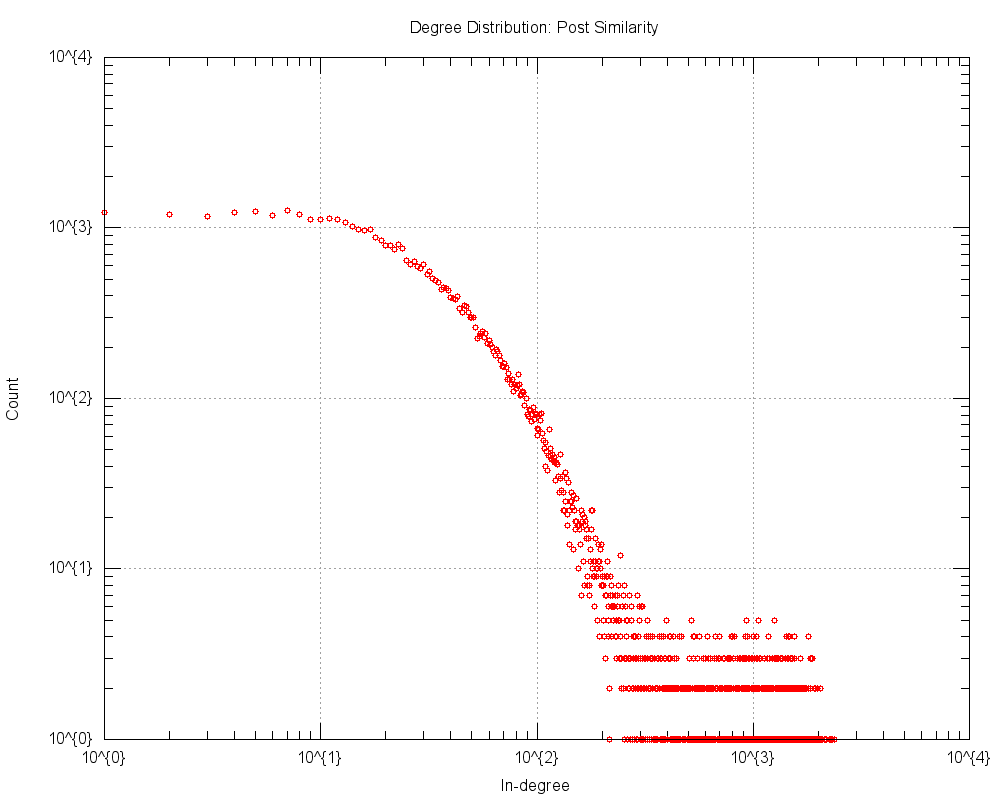 Degree Distribution: Post Similarity
10^{4}
10^{3}
10^{2}
10^{1}
10^{0}
Count
10^{0} 10^{1} 10^{2} 10^{3} 10^{4}
In-degree